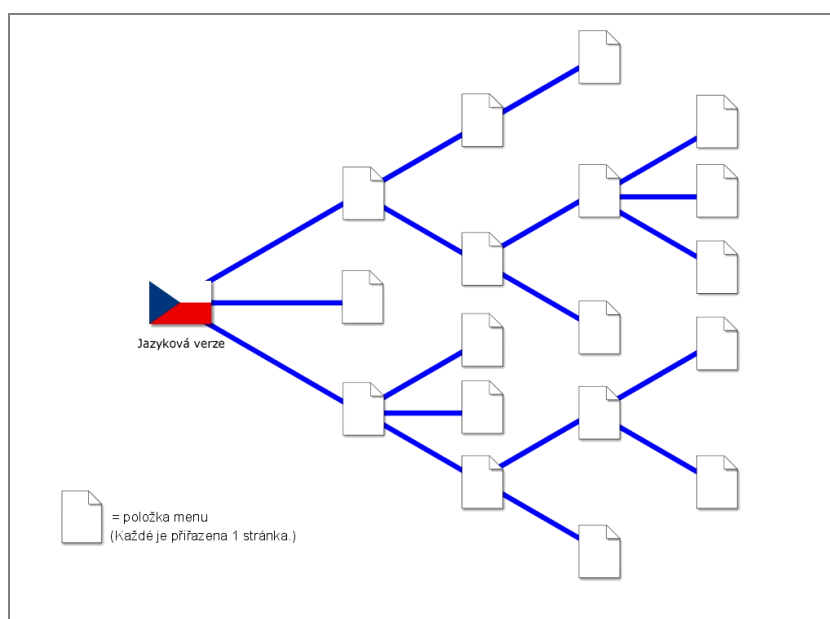 Jazyková verze
= položka menu
(Každé je přiřazena 1 stránka.)